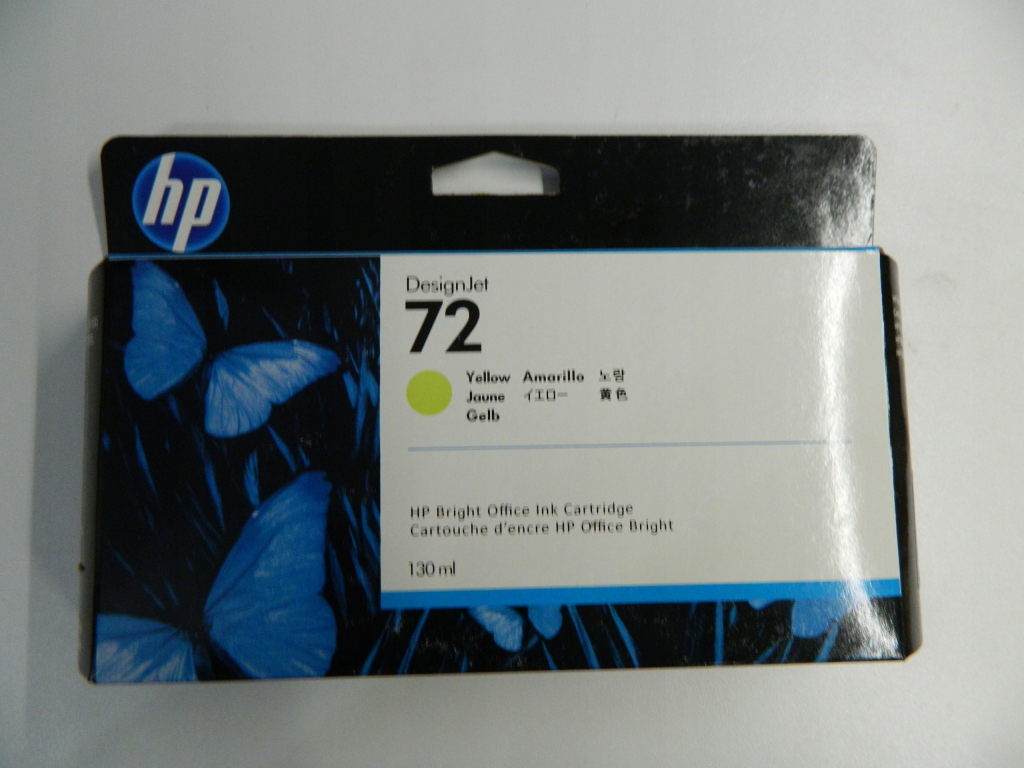 hp
DesignJet
72
Yellow Amarillo 노랑
Jaune イエロー 黄色
Gelb
HP Bright Office Ink Cartridge
Cartouche d'encre HP Office Bright
130 ml